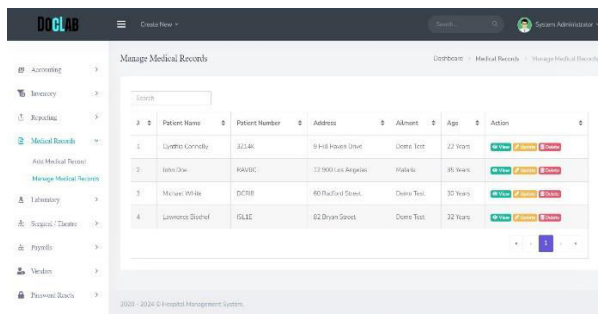 DOCLAB
Create New
Search..
System Administrator
Manage Medical Records
Dashboard
Medical Records
Manage Medical Records
Accounting
Inventory
Reporting
Medical Records
Add Medical Record
Manage Medical Records
Laboratory
Surgical / Theatre
Payrolls
Vendors
Password Resets
Search
# Patient Name Patient Number Address Ailment Age Action
1 Cynthia Connolly 3Z14K 9 Hill Haven Drive Demo Test 22 Years View Update Delete
2 John Doe RAV6C 12 900 Los Angeles Malaria 35 Years View Update Delete
3 Michael White DCRI8 60 Radford Street Demo Test 30 Years View Update Delete
4 Lawrence Bischof ISL1E 82 Bryan Street Demo Test 32 Years View Update Delete
1
2020 - 2024 © Hospital Management System.